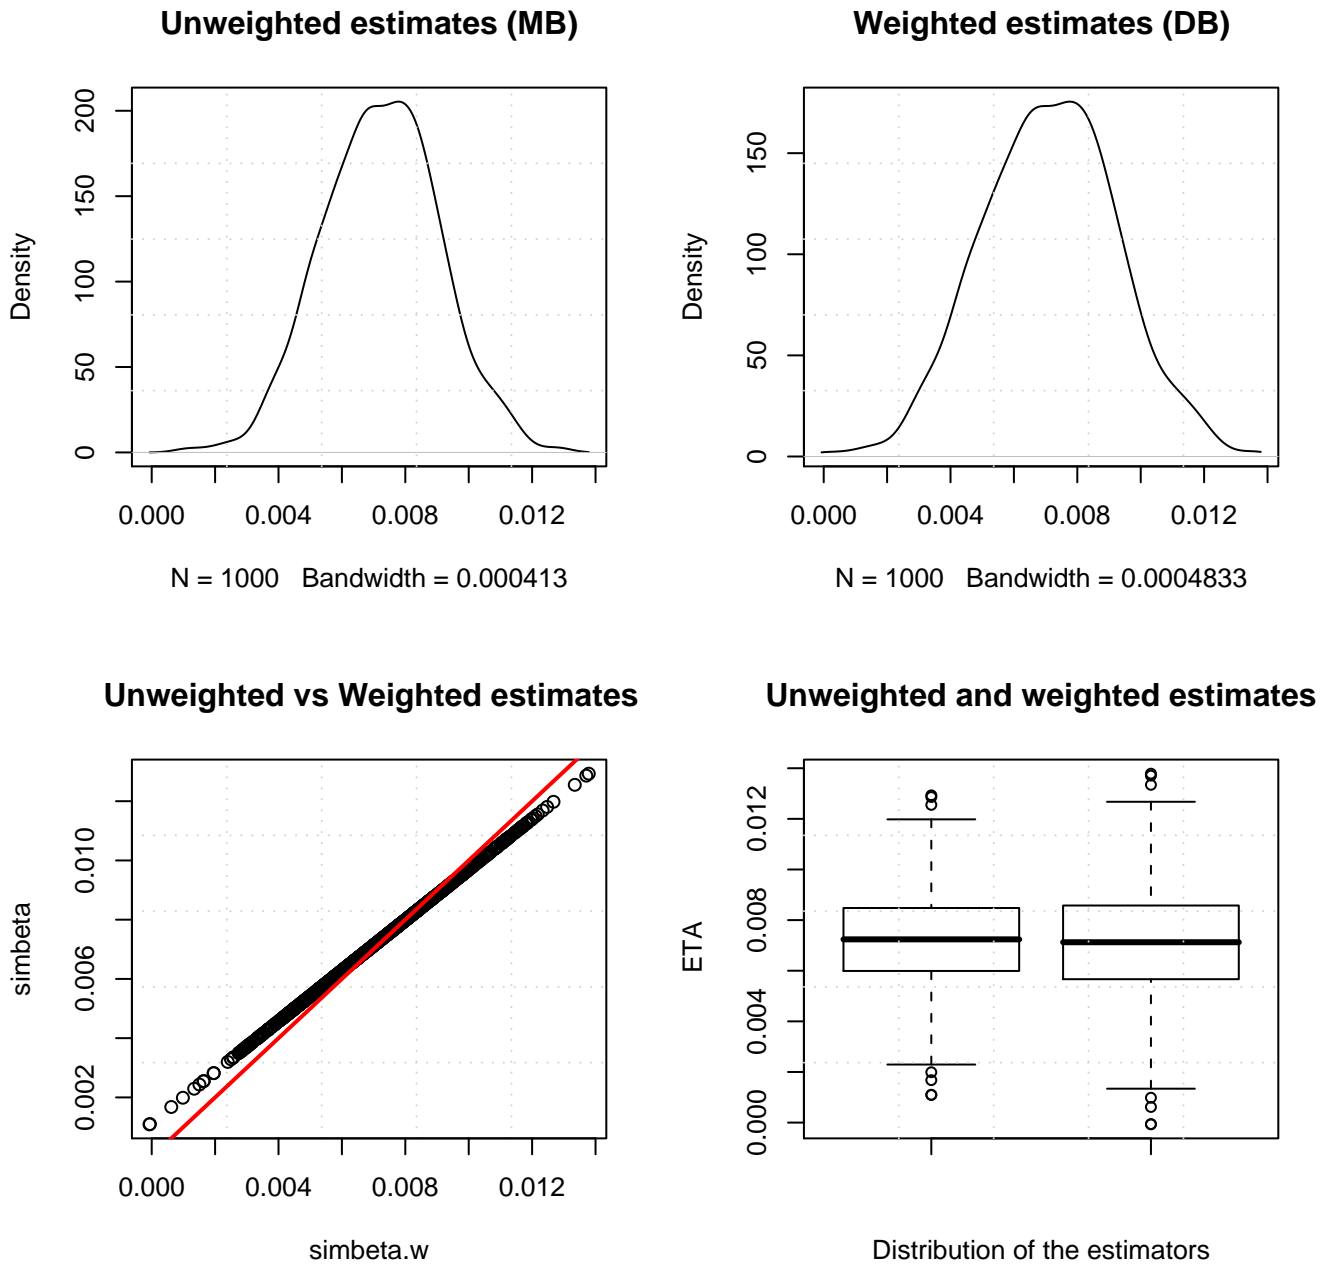 Unweighted estimates (MB)
Density
0
50
100
150
200
0.000 0.004 0.008 0.012
N = 1000 Bandwidth = 0.000413
Weighted estimates (DB)
Density
0
50
100
150
0.000 0.004 0.008 0.012
N = 1000 Bandwidth = 0.0004833
Unweighted vs Weighted estimates
simbeta
0.002
0.006
0.010
0.000 0.004 0.008 0.012
simbeta.w
Unweighted and weighted estimates
ETA
0.000
0.004
0.008
0.012
Distribution of the estimators